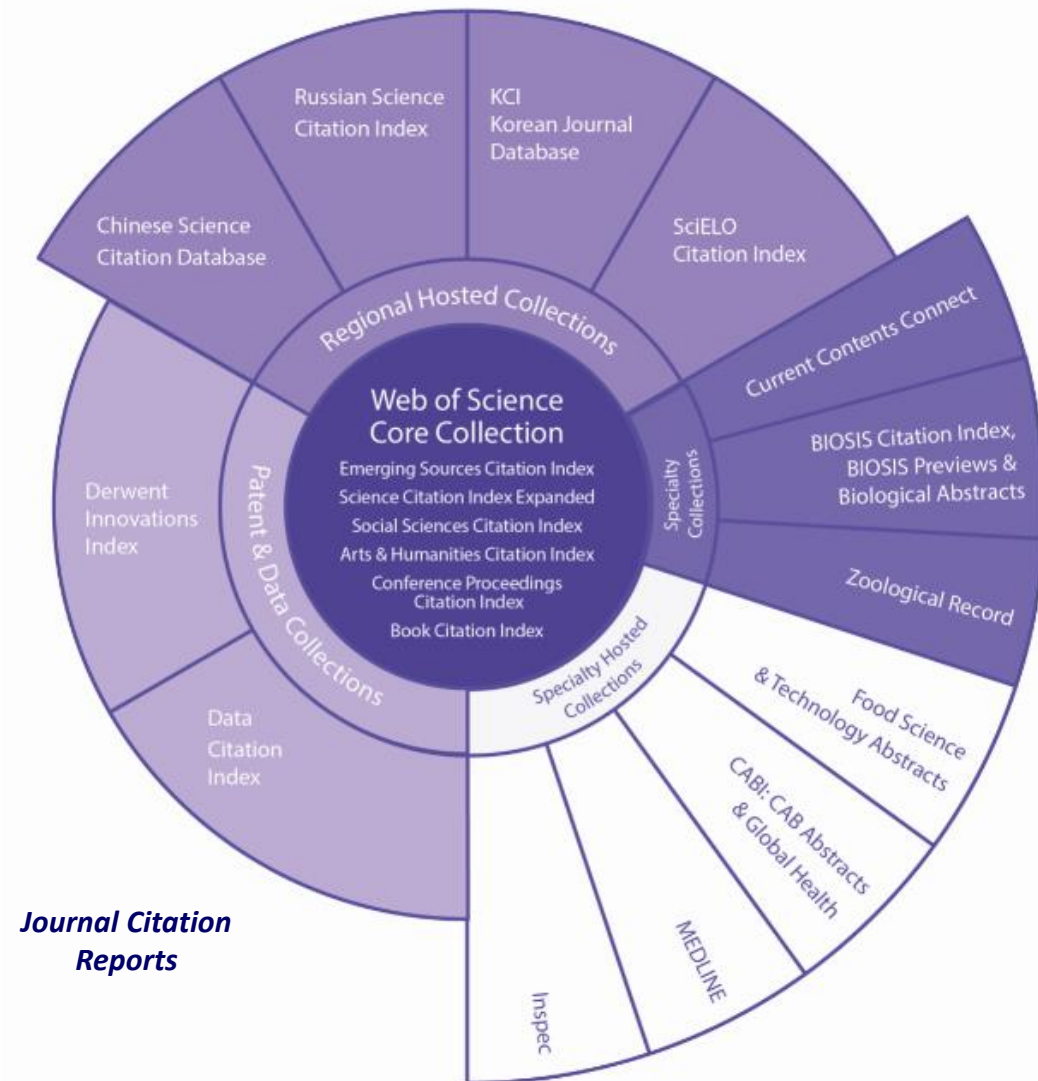 Russian Science
Citation Index
KCI
Korean Journal
Database
Chinese Science
Citation Database
SciELO
Citation Index
Regional Hosted Collections
Current Contents Connect
BIOSIS Citation Index,
BIOSIS Previews &
Biological Abstracts
Zoological Record
Specialty
Collections
Web of Science
Core Collection
Emerging Sources Citation Index
Science Citation Index Expanded
Social Sciences Citation Index
Arts & Humanities Citation Index
Conference Proceedings
Citation Index
Book Citation Index
Patent & Data Collections
Derwent
Innovations
Index
Data
Citation
Index
Specialty Hosted
Collections
Food Science
& Technology Abstracts
CABI: CAB Abstracts
& Global Health
MEDLINE
Inspec
Journal Citation
Reports